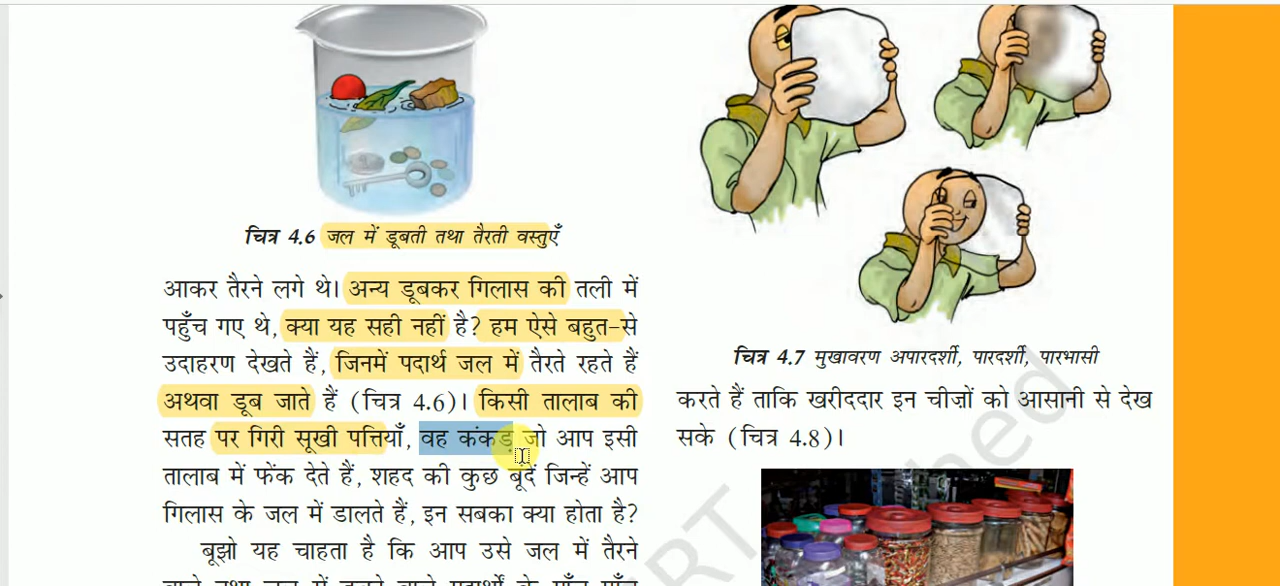 चित्र 4.6 जल में डूबती तथा तैरती वस्तुएँ
आकर तैरने लगे थे। अन्य डूबकर गिलास की तली में
पहुँच गए थे, क्या यह सही नहीं है? हम ऐसे बहुत-से
उदाहरण देखते हैं, जिनमें पदार्थ जल में तैरते रहते हैं
अथवा डूब जाते हैं (चित्र 4.6)। किसी तालाब की
सतह पर गिरी सूखी पत्तियाँ, वह कंकड़ जो आप इसी
तालाब में फेंक देते हैं, शहद की कुछ बूंदें जिन्हें आप
गिलास के जल में डालते हैं, इन सबका क्या होता है?
बूझो यह चाहता है कि आप उसे जल में तैरने
चित्र 4.7 मुखावरण अपारदर्शी, पारदर्शी, पारभासी
करते हैं ताकि खरीददार इन चीजों को आसानी से देख
सके (चित्र 4.8)।